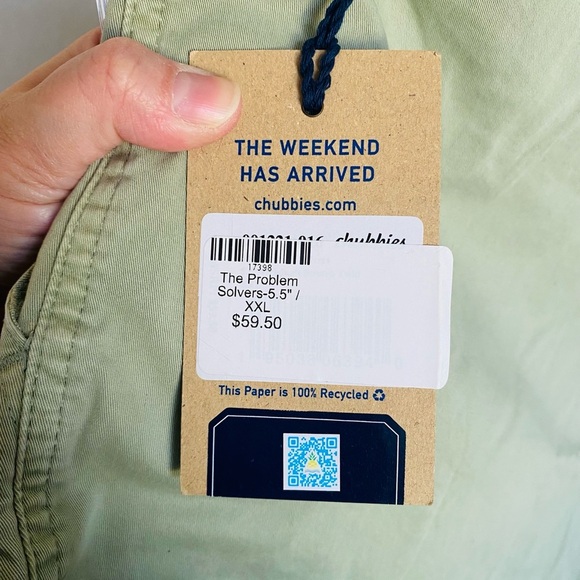 THE WEEKEND
HAS ARRIVED
chubbies.com
chubbies
17398
The Problem
Solvers-5.5" /
XXL
$59.50
This Paper is 100% Recycled